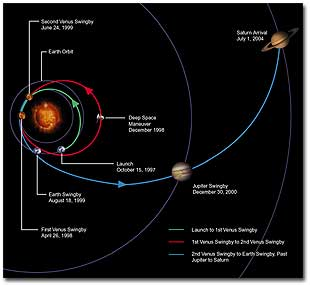 Second Venus Swingby
June 24, 1999
Saturn Arrival
July 1, 2004
Earth Orbit
Deep Space
Maneuver
December 1998
Launch
October 15, 1997
Jupiter Swingby
December 30, 2000
Earth Swingby
August 18, 1999
First Venus Swingby
April 26, 1998
Launch to 1st Venus Swingby
1st Venus Swingby to 2nd Venus Swingby
2nd Venus Swingby to Earth Swingby, Past
Jupiter to Saturn